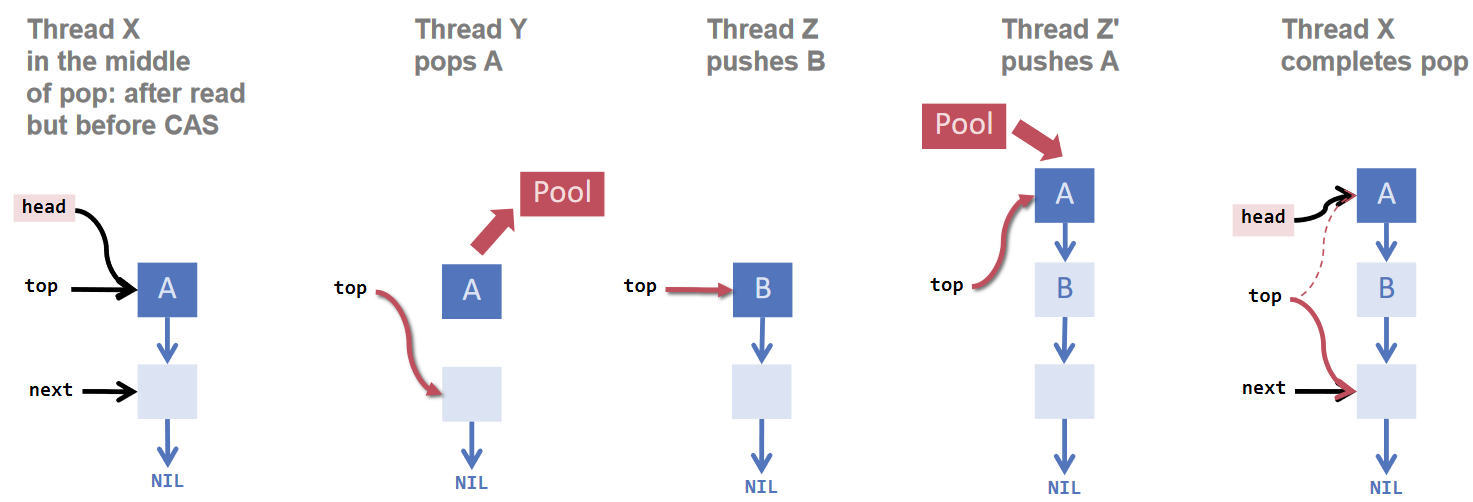 Thread X
in the middle
of pop: after read
but before CAS
head
top
A
next
NIL
Thread Y
pops A
Pool
top
A
NIL
Thread Z
pushes B
top
B
NIL
Thread Z'
pushes A
Pool
A
top
B
NIL
Thread X
completes pop
head
A
top
B
next
NIL